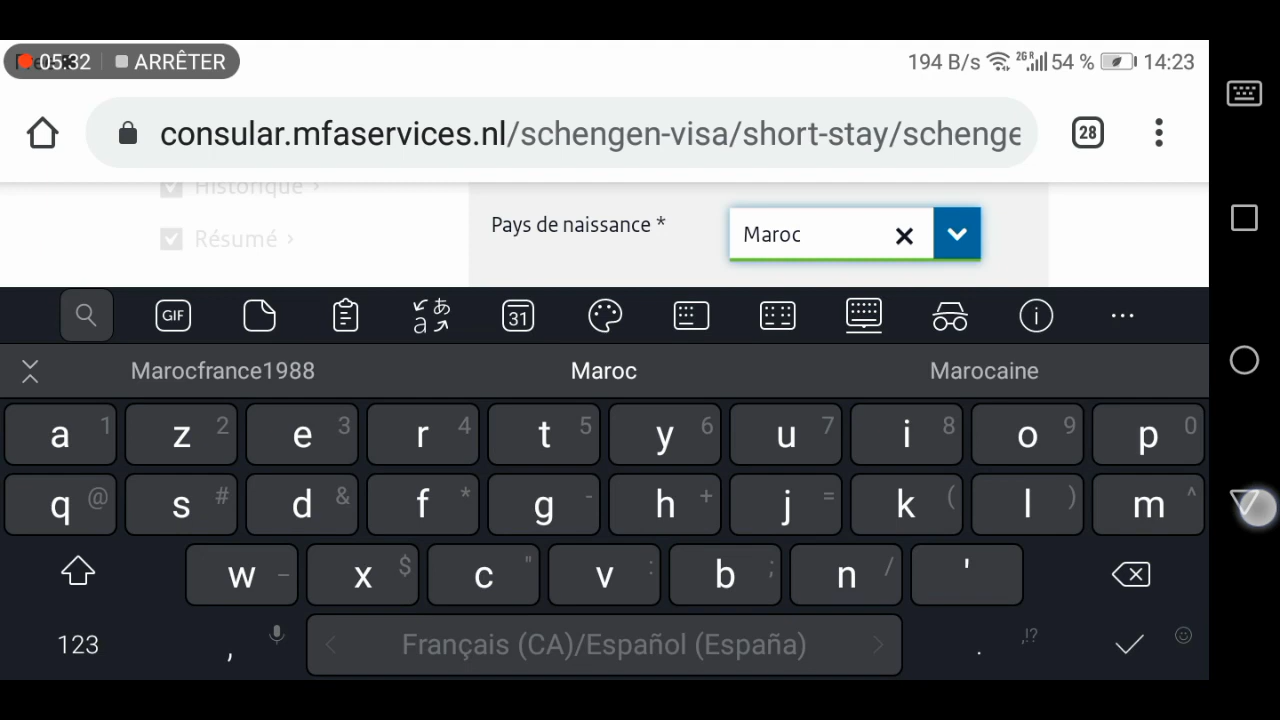 05:32 ARRÊTER 194 B/s 2G R 54 % 14:23
consular.mfaservices.nl/schengen-visa/short-stay/schenge 28
Historique ›
Résumé ›
Pays de naissance * Maroc
GIF あ a 31
Marocfrance1988 Maroc Marocaine
a 1 z 2 e 3 r 4 t 5 y 6 u 7 i 8 o 9 p 0
q @ s # d & f * g - h + j = k ( l ) m ^
w _ x $ c " v : b ; n / '
123 , Français (CA)/Español (España) . ,!?